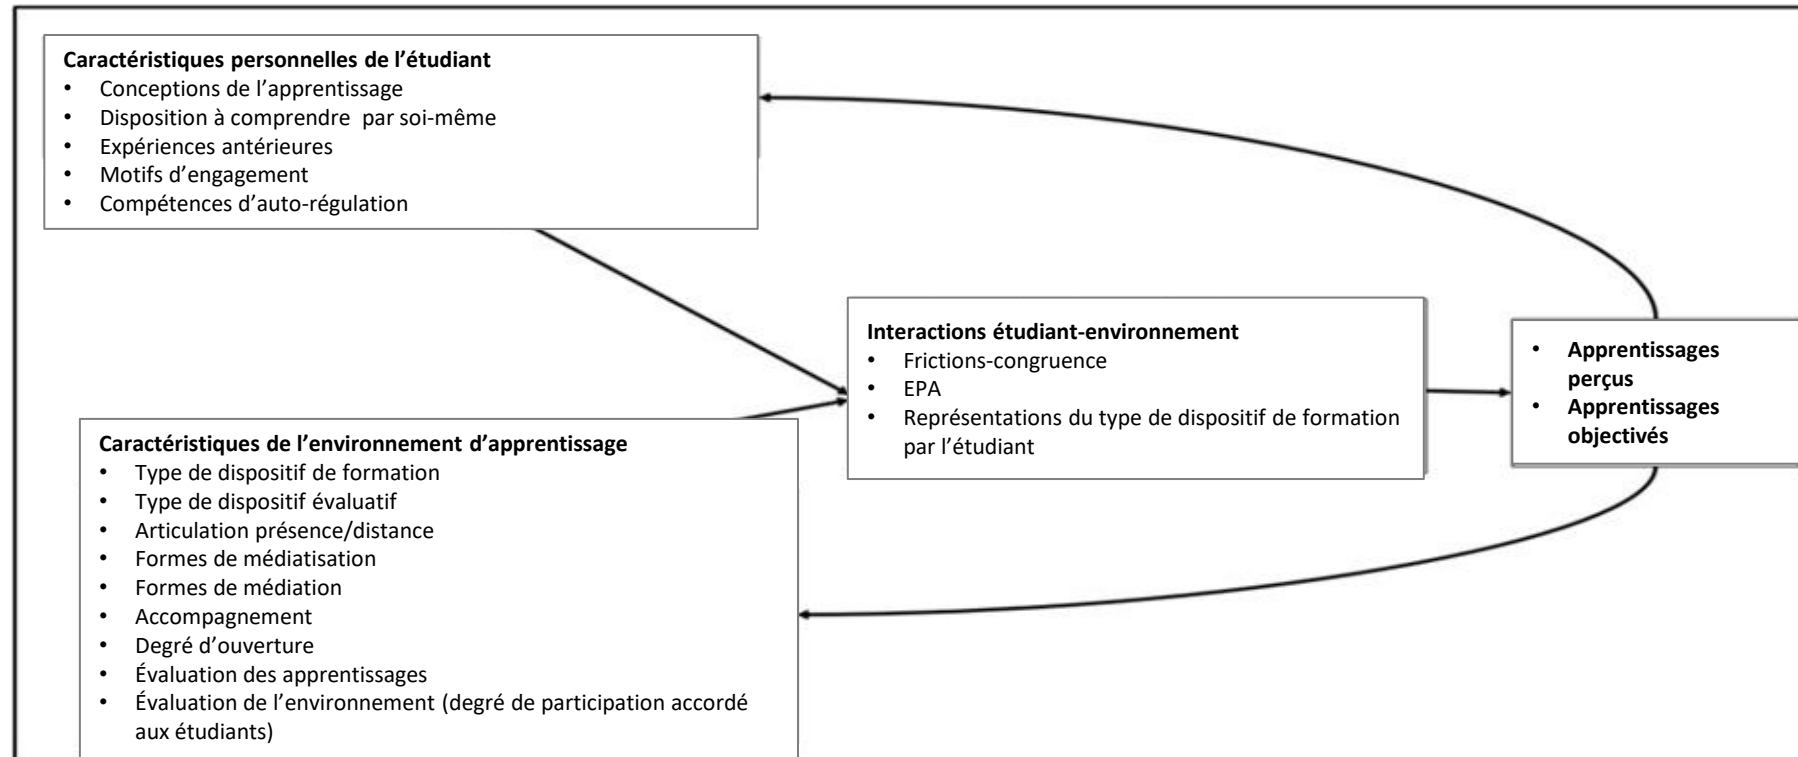 Caractéristiques personnelles de l’étudiant
• Conceptions de l’apprentissage
• Disposition à comprendre par soi-même
• Expériences antérieures
• Motifs d’engagement
• Compétences d’auto-régulation
Interactions étudiant-environnement
• Frictions-congruence
• EPA
• Représentations du type de dispositif de formation
par l’étudiant
• Apprentissages
perçus
• Apprentissages
objectivés
Caractéristiques de l’environnement d’apprentissage
• Type de dispositif de formation
• Type de dispositif évaluatif
• Articulation présence/distance
• Formes de médiatisation
• Formes de médiation
• Accompagnement
• Degré d’ouverture
• Évaluation des apprentissages
• Évaluation de l’environnement (degré de participation accordé
aux étudiants)